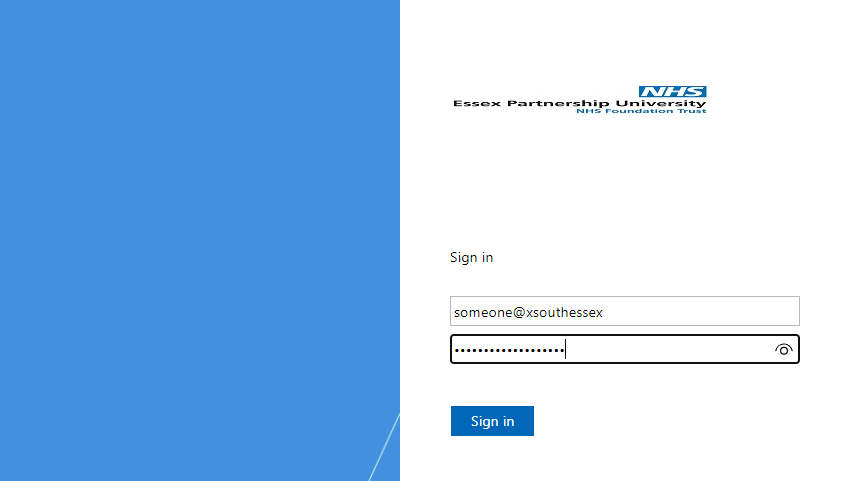 NHS
Essex Partnership University
NHS Foundation Trust
Sign in
someone@xsouthessex
•••••••••••••••••••
Sign in